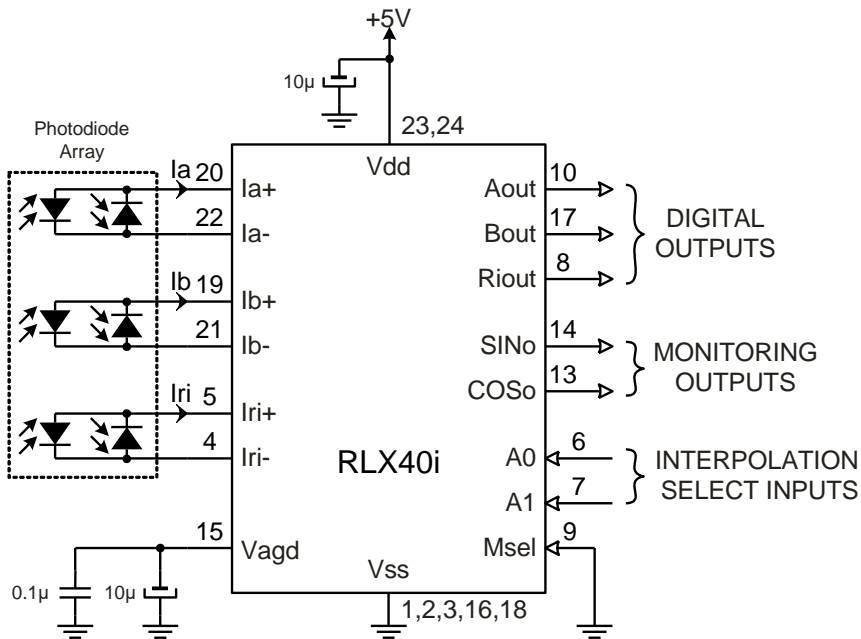 +5V
10µ
23,24
Photodiode
Array
Vdd
Ia 20 Ia+
22 Ia-
Ib 19 Ib+
21 Ib-
Iri 5 Iri+
4 Iri-
15 Vagd
0.1µ 10µ
RLX40i
Vss
1,2,3,16,18
Aout 10
Bout 17
Riout 8
DIGITAL
OUTPUTS
SINo 14
COSo 13
MONITORING
OUTPUTS
A0 6
A1 7
INTERPOLATION
SELECT INPUTS
Msel 9